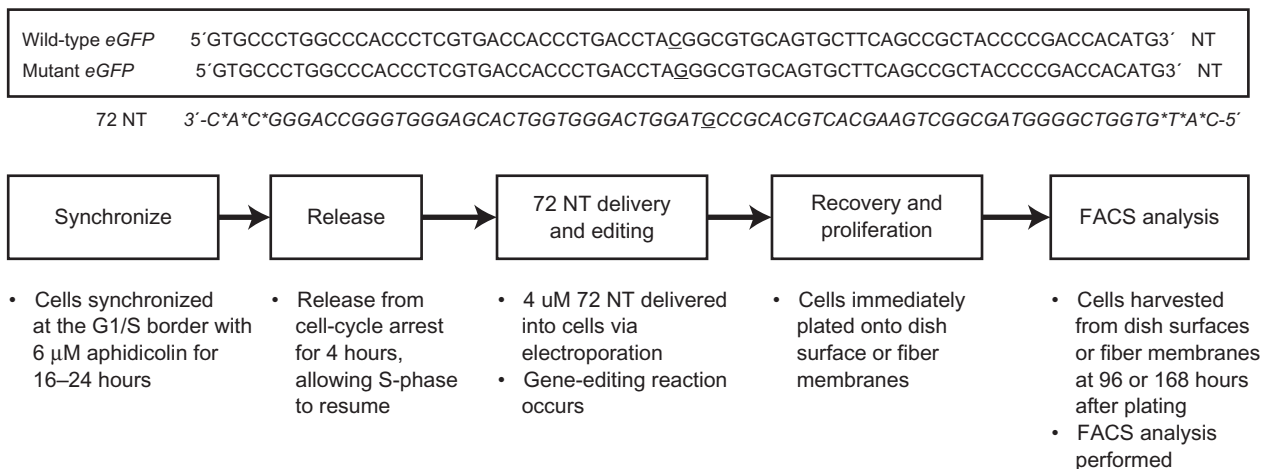 Wild-type eGFP 5´GTGCCCTGGCCCACCCTCGTGACCACCCTGACCTACGGCGTGCAGTGCTTCAGCCGCTACCCCGACCACATG3´ NT
Mutant eGFP 5´GTGCCCTGGCCCACCCTCGTGACCACCCTGACCTAGGGCGTGCAGTGCTTCAGCCGCTACCCCGACCACATG3´ NT
72 NT 3´-C*A*C*GGGACCGGGTGGGAGCACTGGTGGGACTGGATGCCGCACGTCACGAAGTCGGCGATGGGGCTGGTG*T*A*C-5´
Synchronize
Release
72 NT delivery
and editing
Recovery and
proliferation
FACS analysis
• Cells synchronized
at the G1/S border with
6 μM aphidicolin for
16–24 hours
• Release from
cell-cycle arrest
for 4 hours,
allowing S-phase
to resume
• 4 uM 72 NT delivered
into cells via
electroporation
• Gene-editing reaction
occurs
• Cells immediately
plated onto dish
surface or fiber
membranes
• Cells harvested
from dish surfaces
or fiber membranes
at 96 or 168 hours
after plating
• FACS analysis
performed